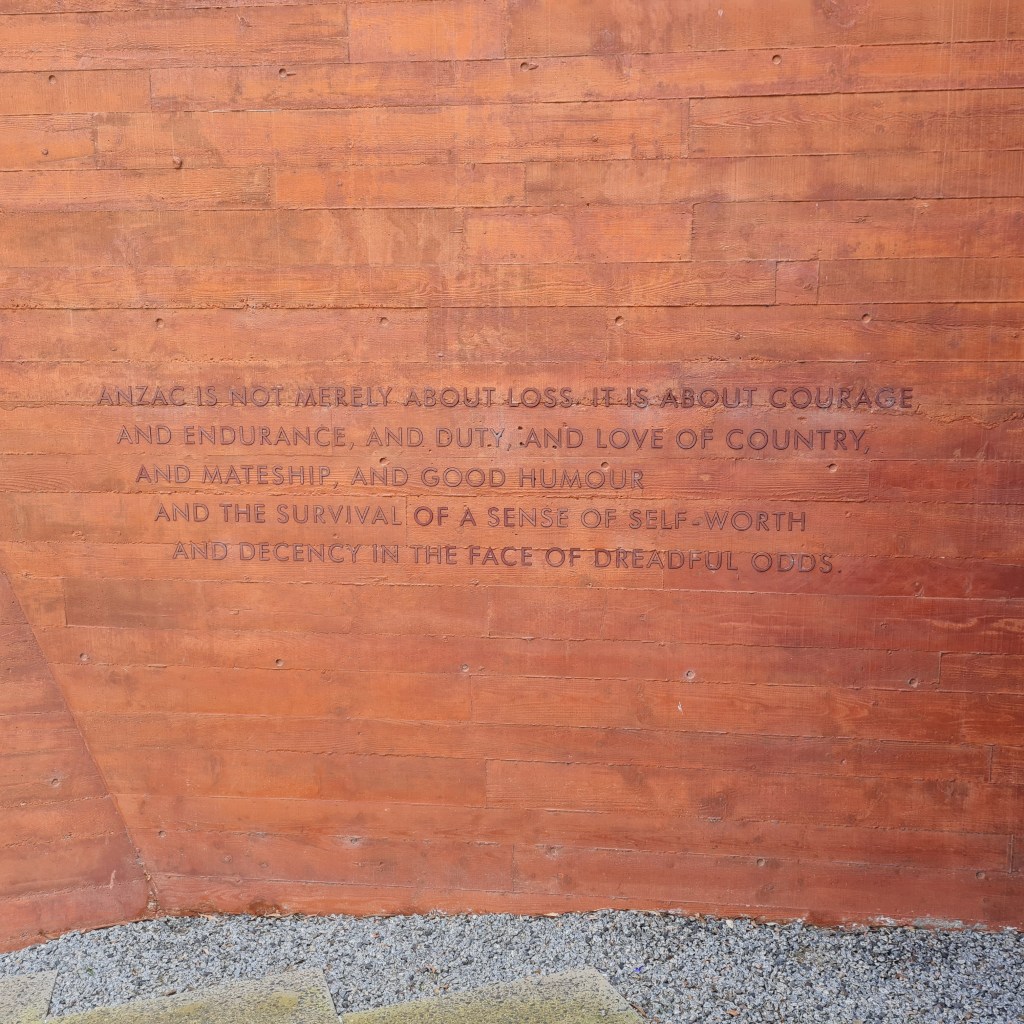 ANZAC IS NOT MERELY ABOUT LOSS. IT IS ABOUT COURAGE
AND ENDURANCE, AND DUTY, AND LOVE OF COUNTRY,
AND MATESHIP, AND GOOD HUMOUR
AND THE SURVIVAL OF A SENSE OF SELF-WORTH
AND DECENCY IN THE FACE OF DREADFUL ODDS.